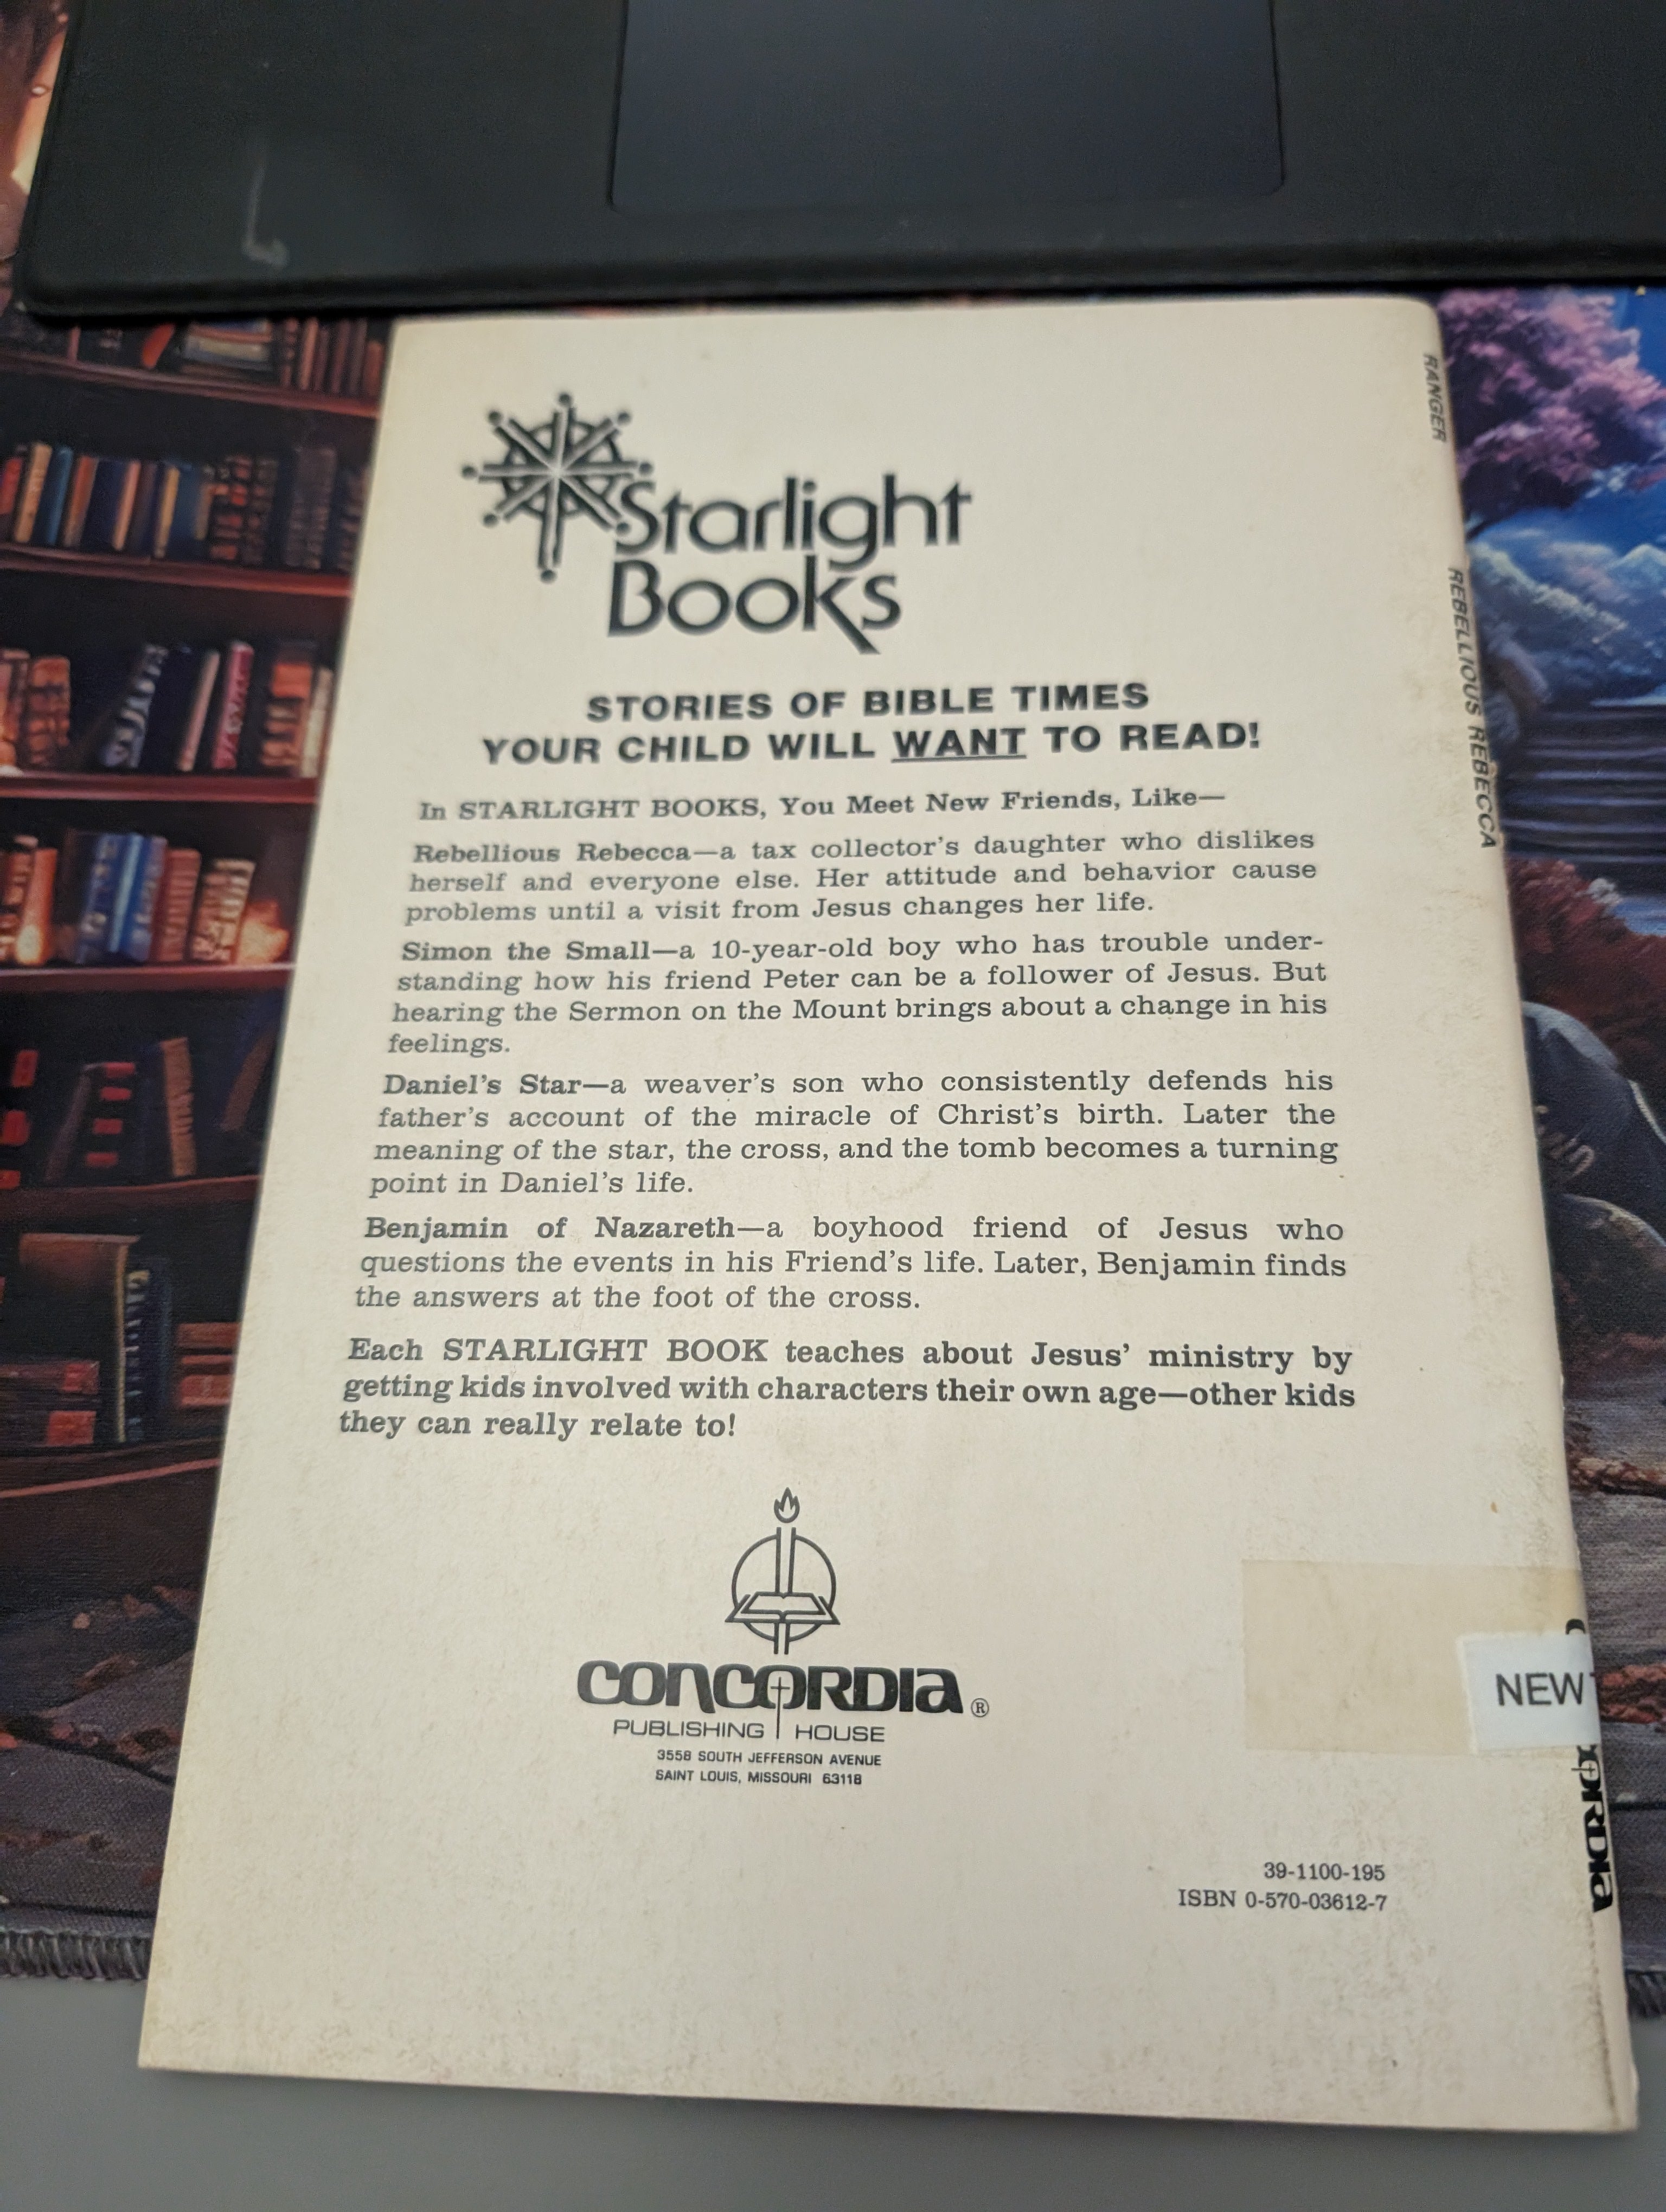 Starlight
Books
STORIES OF BIBLE TIMES
YOUR CHILD WILL WANT TO READ!
In STARLIGHT BOOKS, You Meet New Friends, Like—
Rebellious Rebecca—a tax collector's daughter who dislikes
herself and everyone else. Her attitude and behavior cause
problems until a visit from Jesus changes her life.
Simon the Small—a 10-year-old boy who has trouble under-
standing how his friend Peter can be a follower of Jesus. But
hearing the Sermon on the Mount brings about a change in his
feelings.
Daniel's Star—a weaver's son who consistently defends his
father's account of the miracle of Christ's birth. Later the
meaning of the star, the cross, and the tomb becomes a turning
point in Daniel's life.
Benjamin of Nazareth—a boyhood friend of Jesus who
questions the events in his Friend's life. Later, Benjamin finds
the answers at the foot of the cross.
Each STARLIGHT BOOK teaches about Jesus' ministry by
getting kids involved with characters their own age—other kids
they can really relate to!
CONCORDIA ®
PUBLISHING HOUSE
3558 SOUTH JEFFERSON AVENUE
SAINT LOUIS, MISSOURI 63118
39-1100-195
ISBN 0-570-03612-7
RANGER
REBELLIOUS REBECCA
NEW